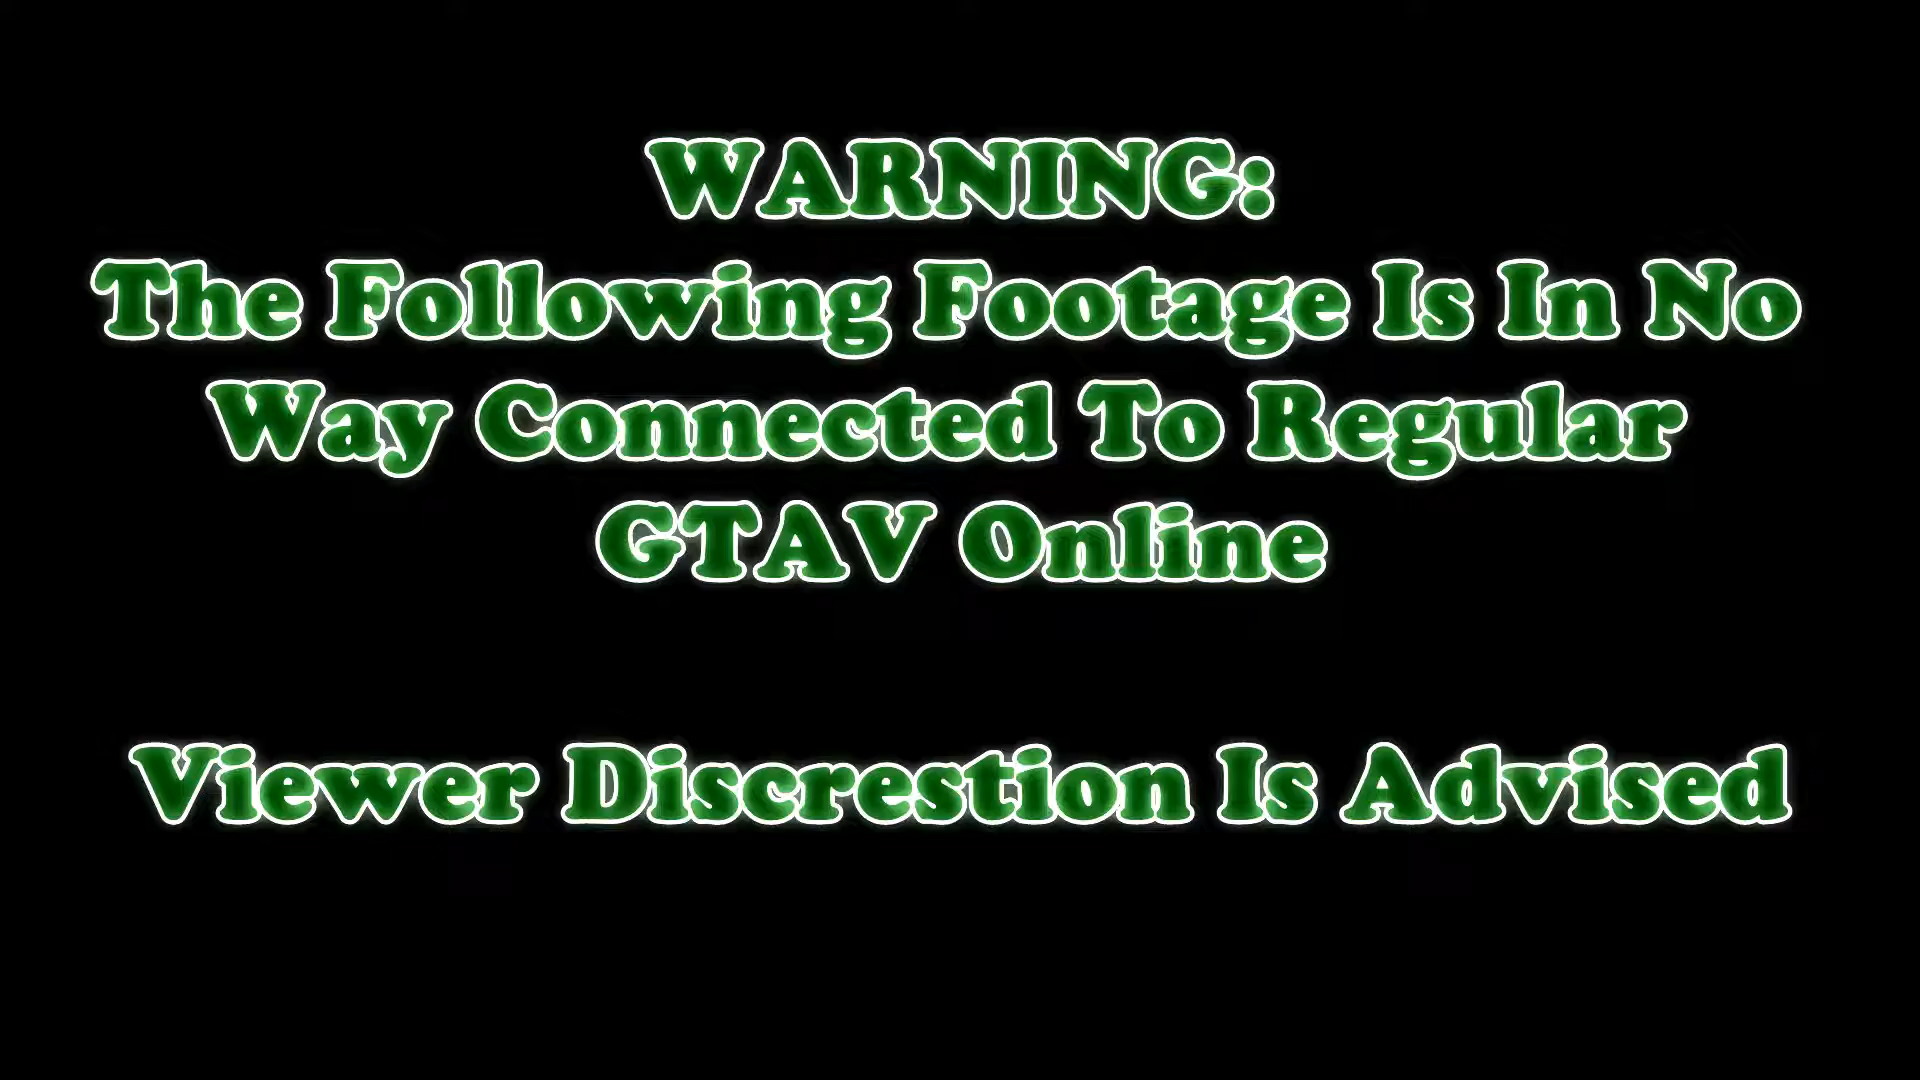 WARNING:
The Following Footage Is In No
Way Connected To Regular
GTAV Online
Viewer Discrestion Is Advised